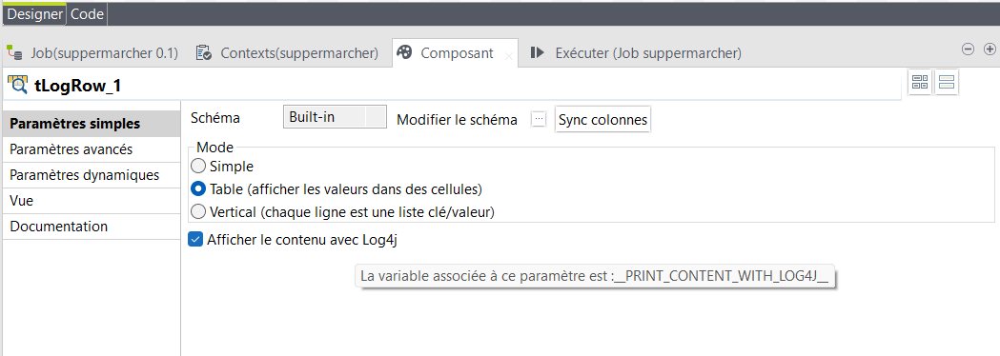 Designer Code
Job(suppermarcher 0.1) Contexts(suppermarcher) Composant Exécuter (Job suppermarcher)
tLogRow_1
Paramètres simples
Paramètres avancés
Paramètres dynamiques
Vue
Documentation
Schéma Built-in Modifier le schéma ... Sync colonnes
Mode
Simple
Table (afficher les valeurs dans des cellules)
Vertical (chaque ligne est une liste clé/valeur)
Afficher le contenu avec Log4j
La variable associée à ce paramètre est :__PRINT_CONTENT_WITH_LOG4J__